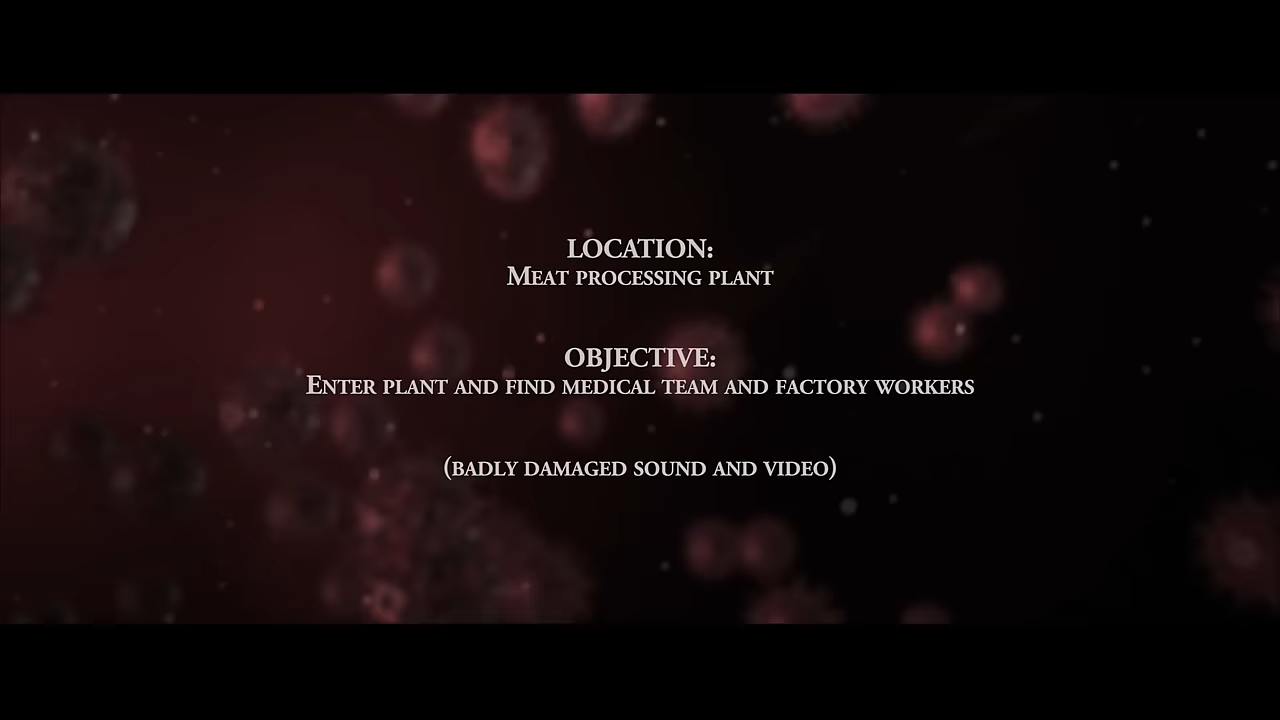 LOCATION:
Meat processing plant
OBJECTIVE:
Enter plant and find medical team and factory workers
(badly damaged sound and video)